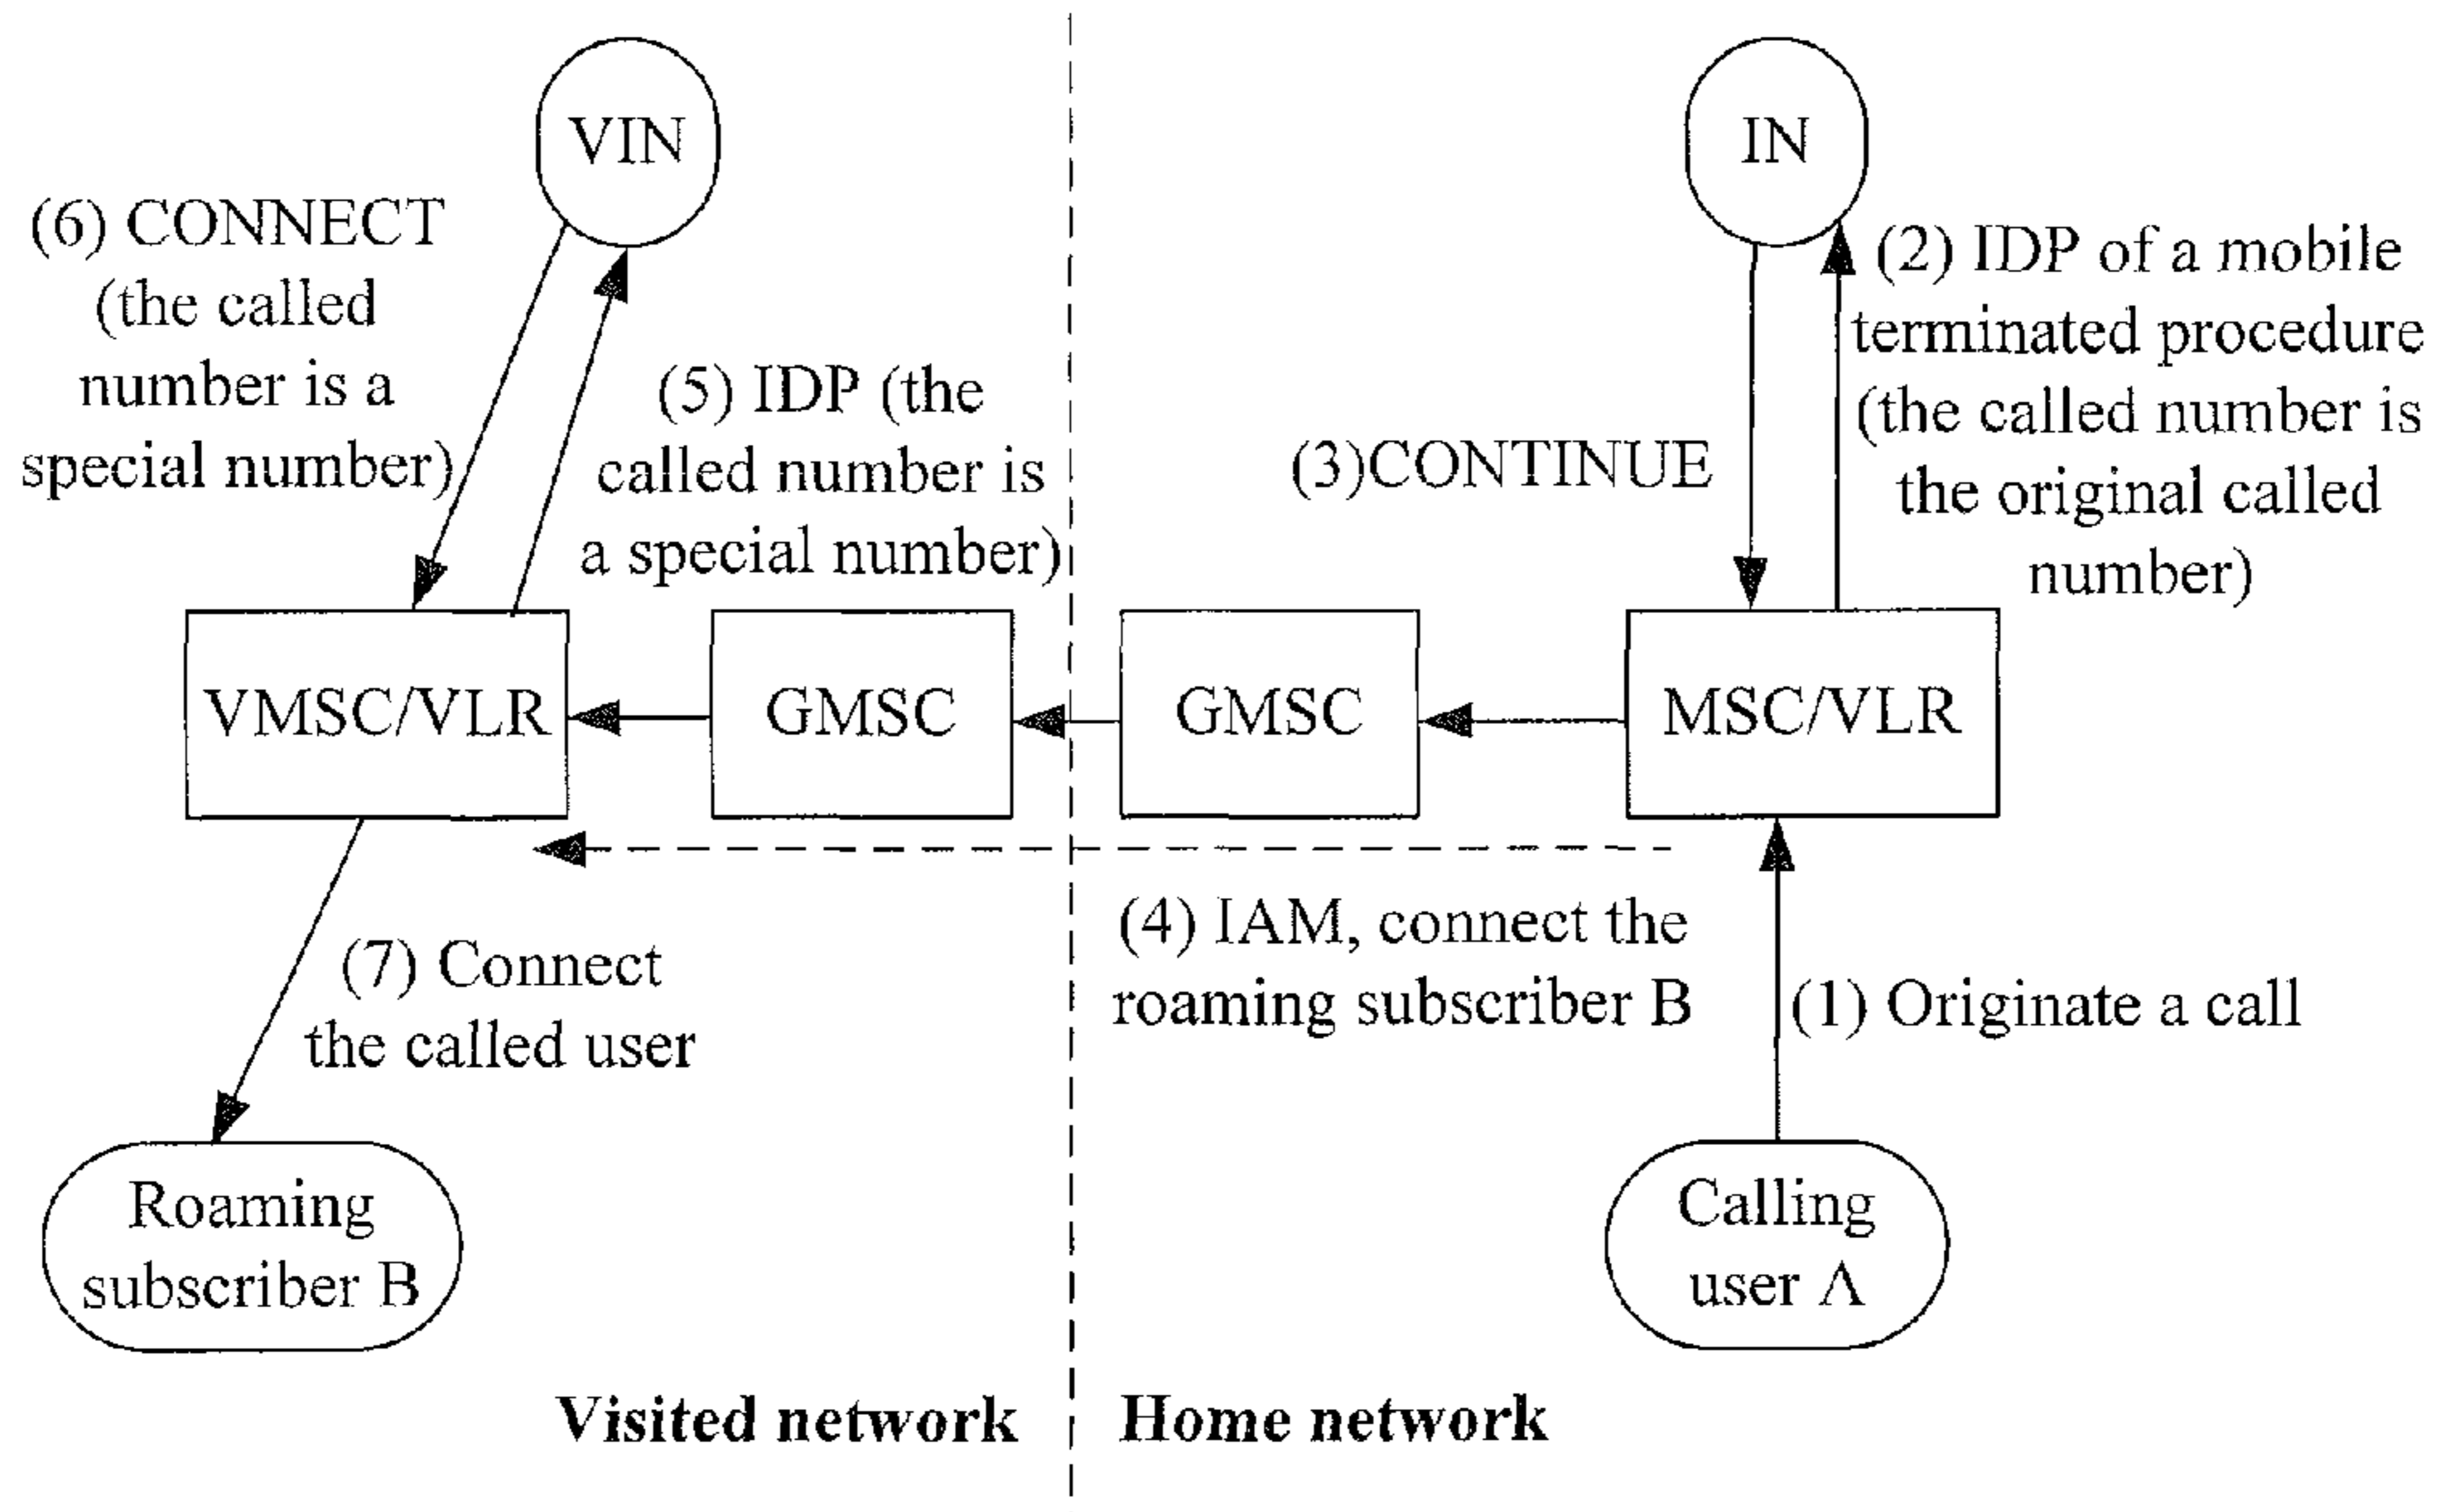 VIN
IN
(6) CONNECT
(the called
number is a
special number)
(2) IDP of a mobile
terminated procedure
(the called number is
the original called
number)
(5) IDP (the
called number is
a special number)
(3)CONTINUE
VMSC/VLR
GMSC
GMSC
MSC/VLR
(4) IAM, connect the
roaming subscriber B
(1) Originate a call
(7) Connect
the called user
Roaming
subscriber B
Calling
user A
Visited network
Home network